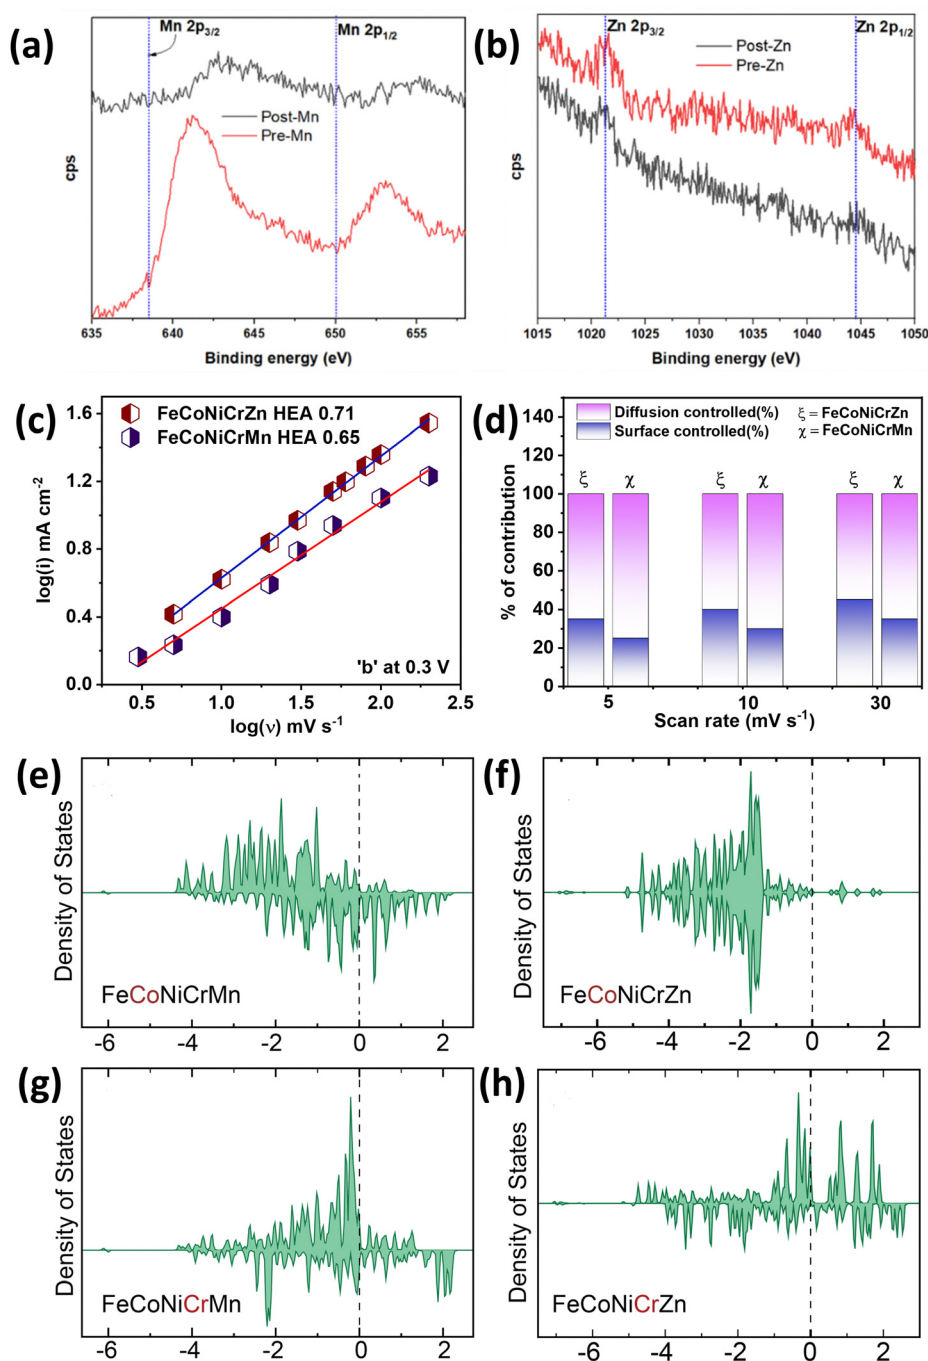 (a)
Mn 2p3/2
Mn 2p1/2
Post-Mn
Pre-Mn
cps
635 640 645 650 655
Binding energy (eV)
(b)
Zn 2p3/2
Zn 2p1/2
Post-Zn
Pre-Zn
cps
1015 1020 1025 1030 1035 1040 1045 1050
Binding energy (eV)
(c)
FeCoNiCrZn HEA 0.71
FeCoNiCrMn HEA 0.65
log(i) mA cm-2
1.6
1.2
0.8
0.4
0.0
'b' at 0.3 V
0.5 1.0 1.5 2.0 2.5
log(ν) mV s-1
(d)
Diffusion controlled(%)
Surface controlled(%)
ξ = FeCoNiCrZn
χ = FeCoNiCrMn
% of contribution
140
120
100
80
60
40
20
0
ξ χ ξ χ ξ χ
5 10 30
Scan rate (mV s-1)
(e)
Density of States
FeCoNiCrMn
-6 -4 -2 0 2
(f)
Density of States
FeCoNiCrZn
-6 -4 -2 0 2
(g)
Density of States
FeCoNiCrMn
-6 -4 -2 0 2
(h)
Density of States
FeCoNiCrZn
-6 -4 -2 0 2